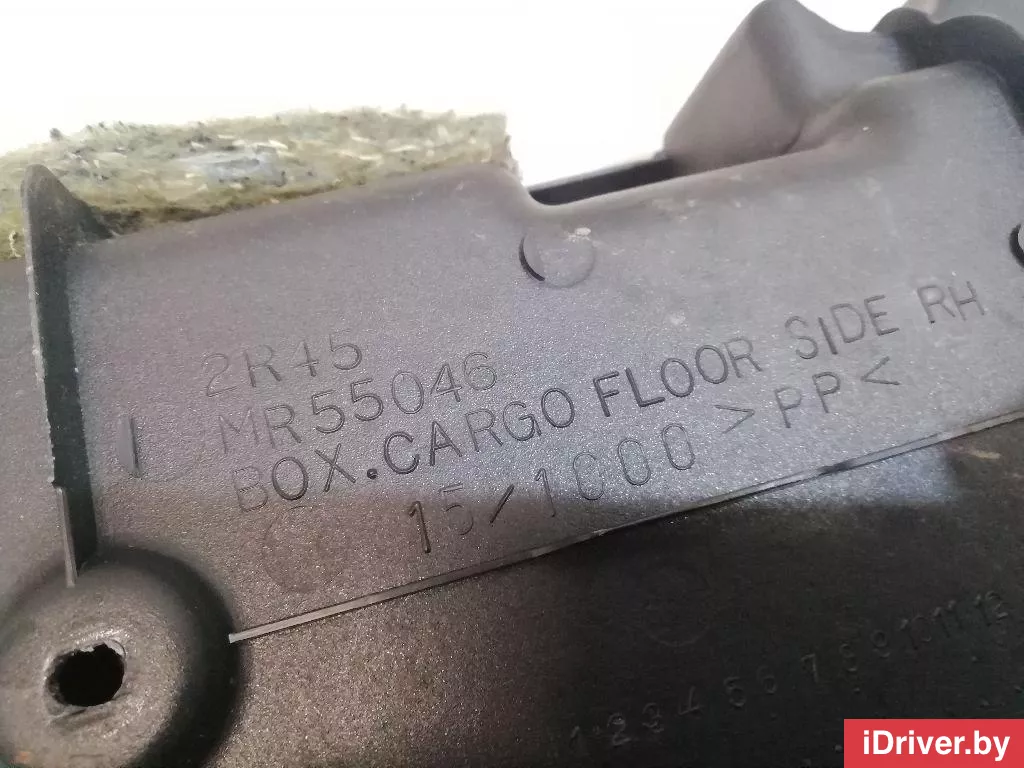 2R45
MR55046
BOX.CARGO FLOOR SIDE RH
15/1000 >PP<
1 2 3 4 5 6 7 8 9 10 11 12
iDriver.by